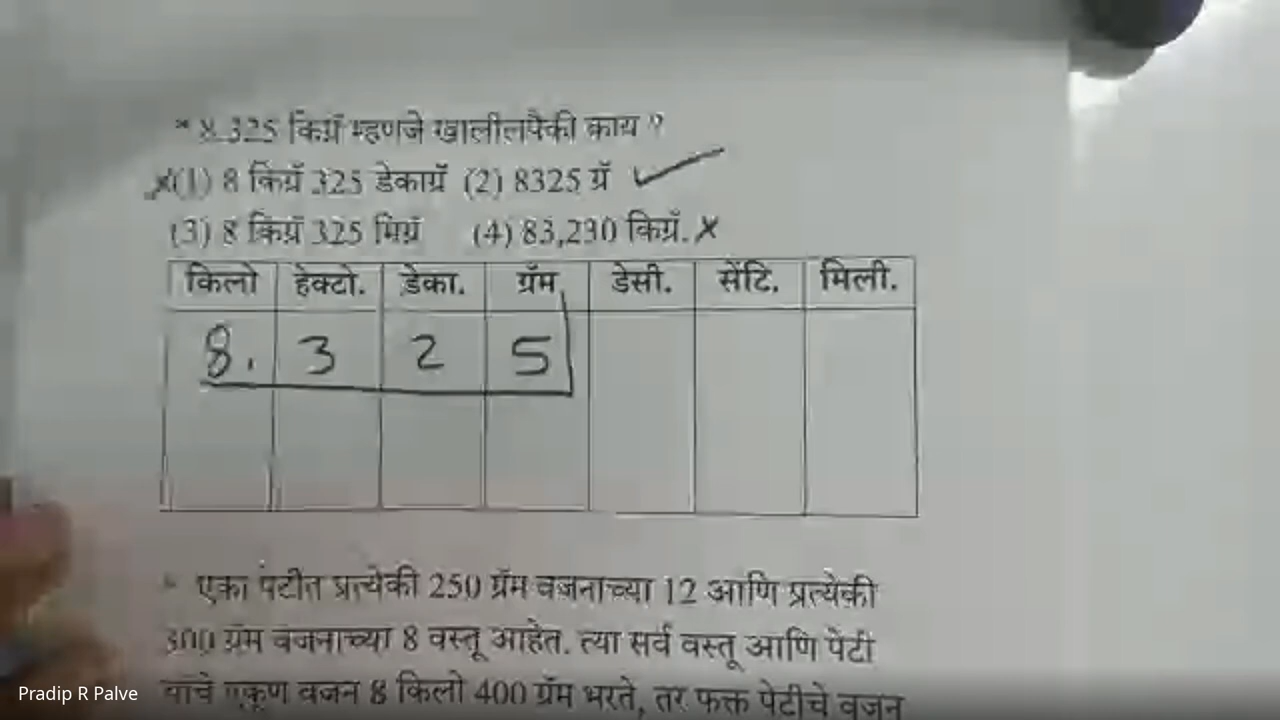 * 8.325 किग्रॅ म्हणजे खालीलपैकी काय ?
(1) 8 किग्रॅ 325 डेकाग्रॅ (2) 8325 ग्रॅ ✓
(3) 8 किग्रॅ 325 मिग्रॅ (4) 83,230 किग्रॅ. X
किलो हेक्टो. डेका. ग्रॅम डेसी. सेंटि. मिली.
8. 3 2 5
* एका पेटीत प्रत्येकी 250 ग्रॅम वजनाच्या 12 आणि प्रत्येकी
300 ग्रॅम वजनाच्या 8 वस्तू आहेत. त्या सर्व वस्तू आणि पेटी
यांचे एकूण वजन 8 किलो 400 ग्रॅम भरते, तर फक्त पेटीचे वजन
Pradip R Palve